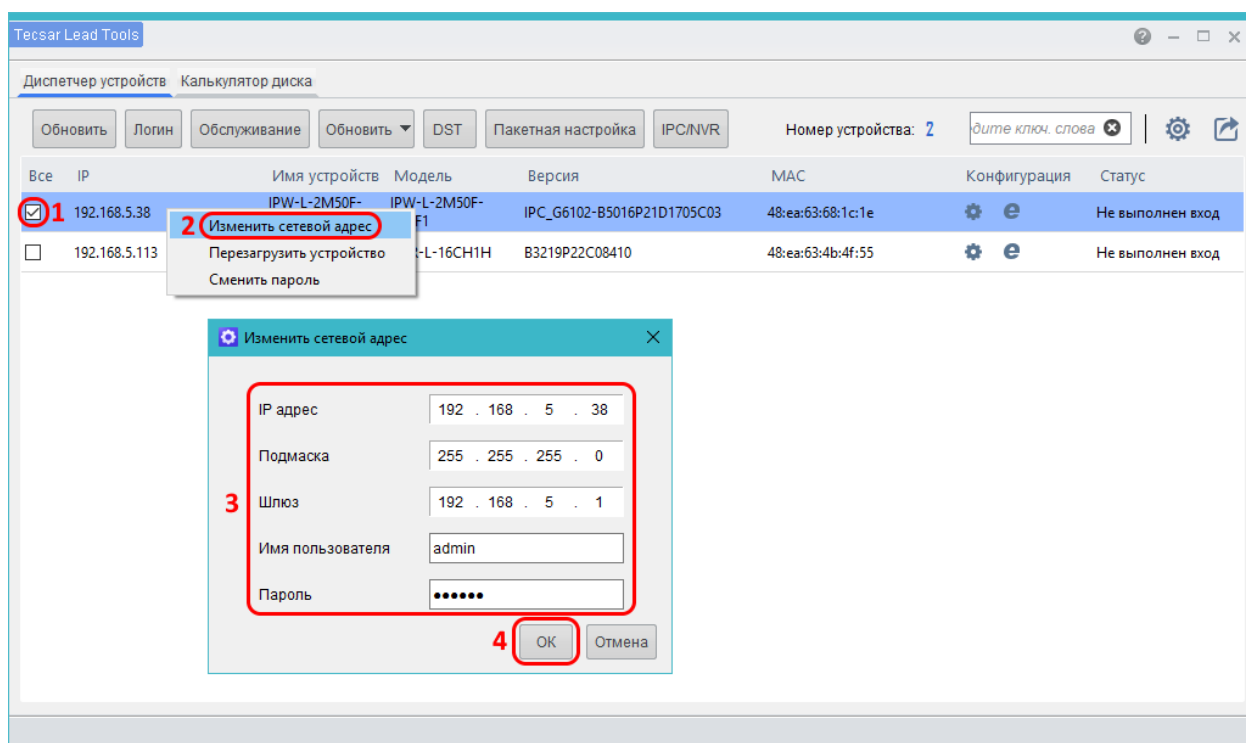 Tecsar Lead Tools
Диспетчер устройств Калькулятор диска
Обновить Логин Обслуживание Обновить DST Пакетная настройка IPC/NVR Номер устройства: 2 ключ. слова
Все IP Имя устройств Модель Версия MAC Конфигурация Статус
1 192.168.5.38 IPW-L-2M50F- IPW-L-2M50F- IPC_G6102-B5016P21D1705C03 48:ea:63:68:1c:1e Не выполнен вход
2 Изменить сетевой адрес
192.168.5.113 -L-16CH1H B3219P22C08410 48:ea:63:4b:4f:55 Не выполнен вход
Перезагрузить устройство
Сменить пароль
Изменить сетевой адрес
IP адрес 192 . 168 . 5 . 38
Подмаска 255 . 255 . 255 . 0
3 Шлюз 192 . 168 . 5 . 1
Имя пользователя admin
Пароль ••••••
4 ОК Отмена